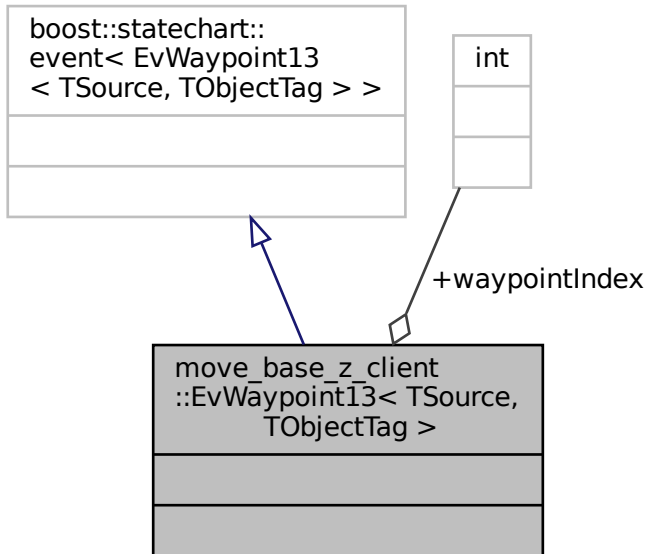 boost::statechart::
event< EvWaypoint13
< TSource, TObjectTag > >
int
+waypointIndex
move_base_z_client
::EvWaypoint13< TSource,
TObjectTag >